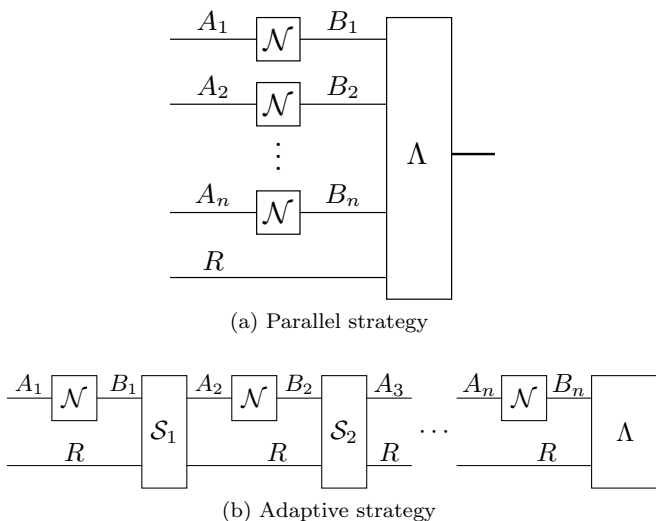 A₁ 𝒩 B₁
A₂ 𝒩 B₂
⋮ Λ
Aₙ 𝒩 Bₙ
R
(a) Parallel strategy
A₁ 𝒩 B₁ A₂ 𝒩 B₂ A₃ Aₙ 𝒩 Bₙ
𝒮₁ 𝒮₂ ⋯ Λ
R R R R
(b) Adaptive strategy